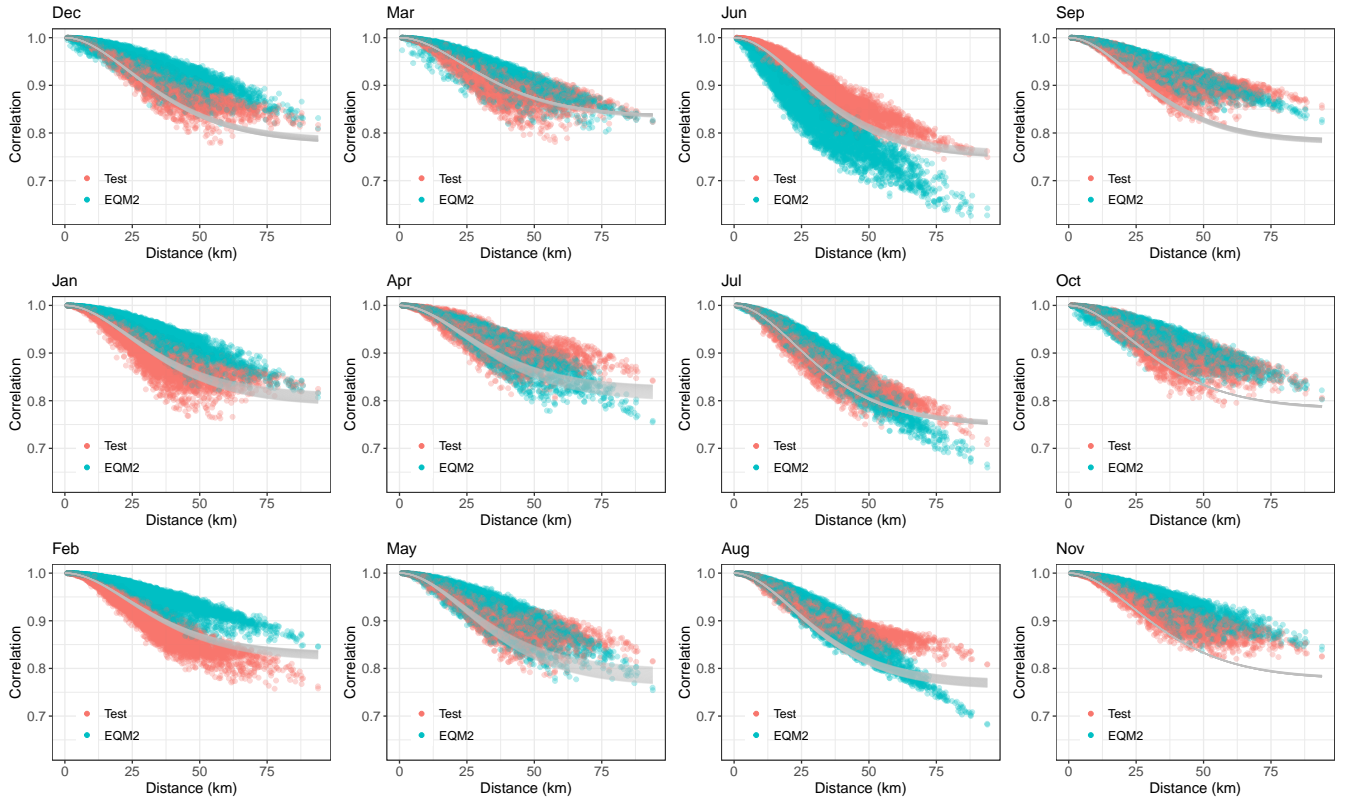 Dec
Correlation
1.0
0.9
0.8
0.7
Test
EQM2
0 25 50 75
Distance (km)
Mar
Correlation
1.0
0.9
0.8
0.7
Test
EQM2
0 25 50 75
Distance (km)
Jun
Correlation
1.0
0.9
0.8
0.7
Test
EQM2
0 25 50 75
Distance (km)
Sep
Correlation
1.0
0.9
0.8
0.7
Test
EQM2
0 25 50 75
Distance (km)
Jan
Correlation
1.0
0.9
0.8
0.7
Test
EQM2
0 25 50 75
Distance (km)
Apr
Correlation
1.0
0.9
0.8
0.7
Test
EQM2
0 25 50 75
Distance (km)
Jul
Correlation
1.0
0.9
0.8
0.7
Test
EQM2
0 25 50 75
Distance (km)
Oct
Correlation
1.0
0.9
0.8
0.7
Test
EQM2
0 25 50 75
Distance (km)
Feb
Correlation
1.0
0.9
0.8
0.7
Test
EQM2
0 25 50 75
Distance (km)
May
Correlation
1.0
0.9
0.8
0.7
Test
EQM2
0 25 50 75
Distance (km)
Aug
Correlation
1.0
0.9
0.8
0.7
Test
EQM2
0 25 50 75
Distance (km)
Nov
Correlation
1.0
0.9
0.8
0.7
Test
EQM2
0 25 50 75
Distance (km)